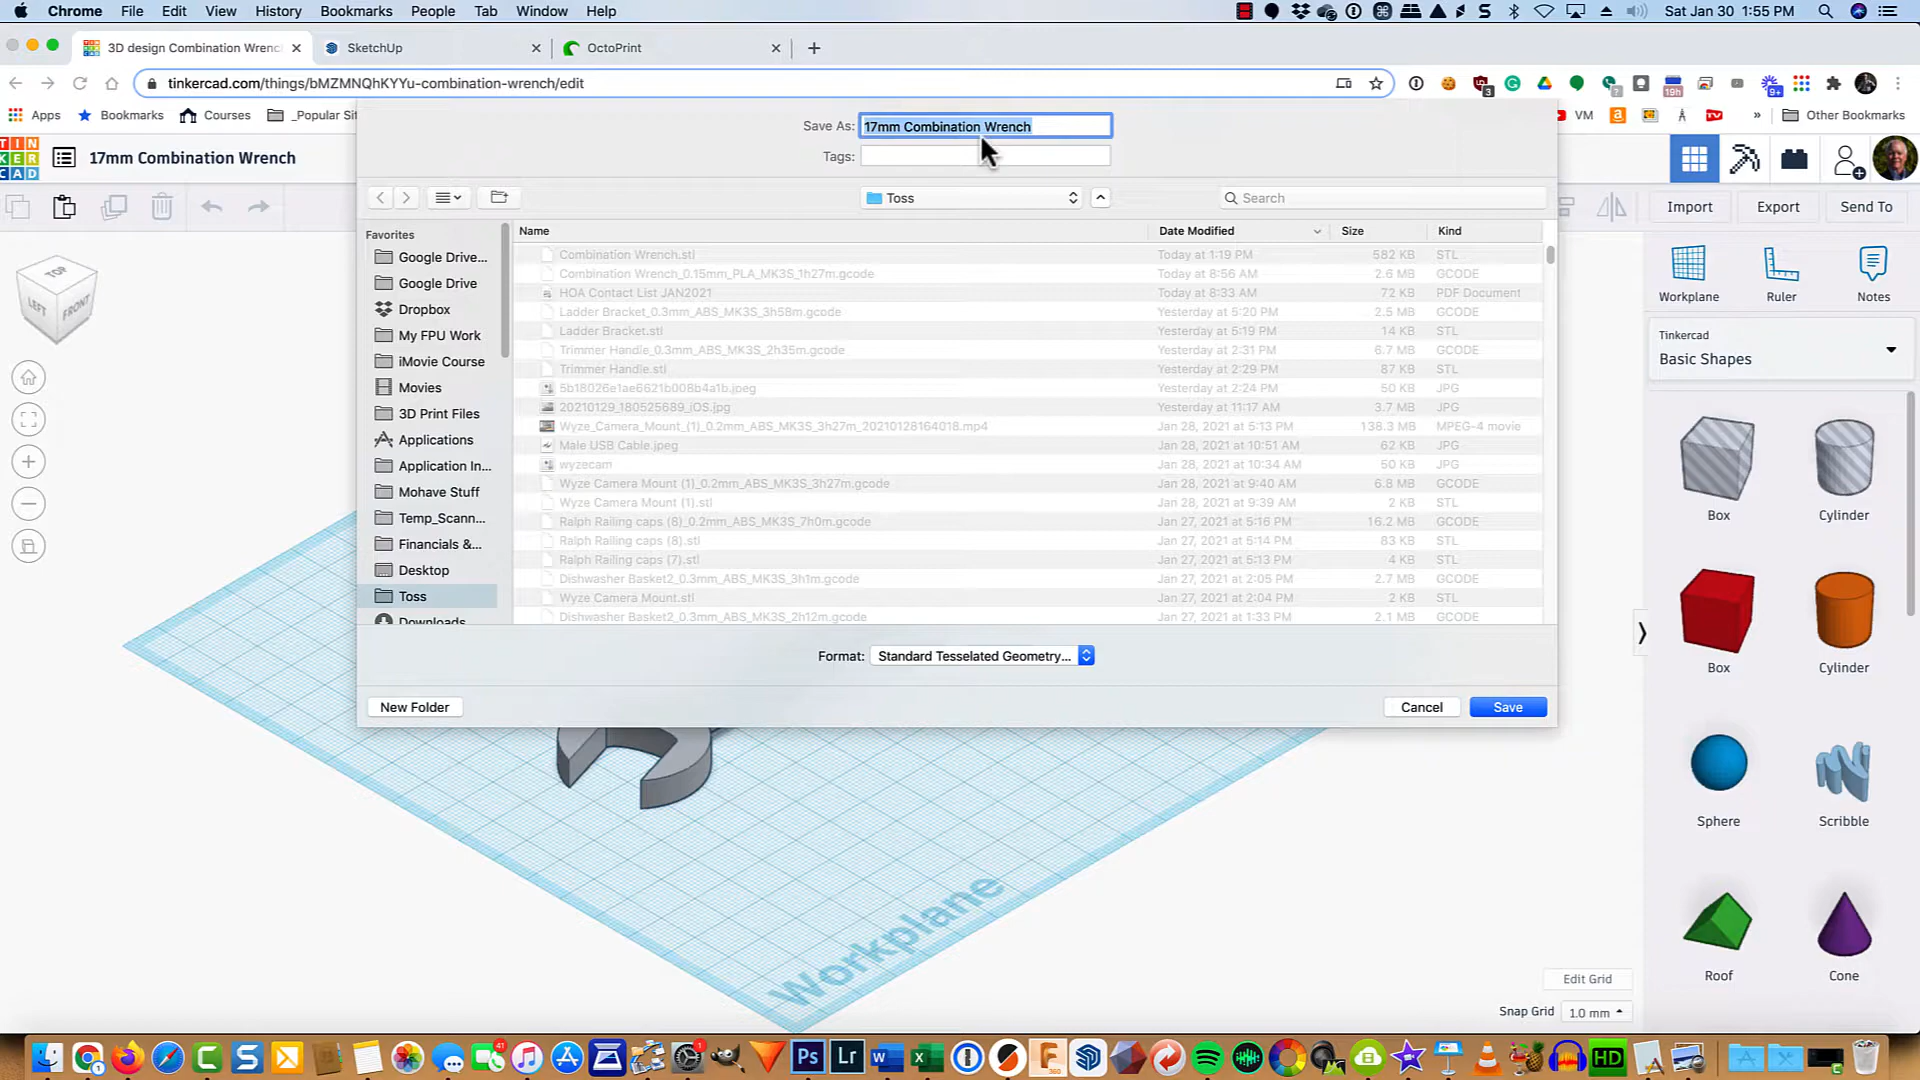 Chrome File Edit View History Bookmarks People Tab Window Help Sat Jan 30 1:55 PM
3D design Combination Wrenc SketchUp OctoPrint
tinkercad.com/things/bMZMNQhKYYu-combination-wrench/edit
Apps Bookmarks Courses _Popular Sit VM Other Bookmarks
TIN
KER
CAD
17mm Combination Wrench
Save As: 17mm Combination Wrench
Tags:
Toss
Search
Import Export Send To
Favorites
Google Drive...
Google Drive
Dropbox
My FPU Work
iMovie Course
Movies
3D Print Files
Applications
Application In...
Mohave Stuff
Temp_Scann...
Financials &...
Desktop
Toss
Downloads
Name Date Modified Size Kind
Combination Wrench.stl Today at 1:19 PM 582 KB STL
Combination Wrench_0.15mm_PLA_MK3S_1h27m.gcode Today at 8:56 AM 2.6 MB GCODE
HOA Contact List JAN2021 Today at 8:33 AM 72 KB PDF Document
Ladder Bracket_0.3mm_ABS_MK3S_3h58m.gcode Yesterday at 5:20 PM 2.5 MB GCODE
Ladder Bracket.stl Yesterday at 5:19 PM 14 KB STL
Trimmer Handle_0.3mm_ABS_MK3S_2h35m.gcode Yesterday at 2:31 PM 6.7 MB GCODE
Trimmer Handle.stl Yesterday at 2:29 PM 87 KB STL
5b18026e1ae6621b008b4a1b.jpeg Yesterday at 2:24 PM 50 KB JPG
20210129_180525689_iOS.jpg Yesterday at 11:17 AM 3.7 MB JPG
Wyze_Camera_Mount_(1)_0.2mm_ABS_MK3S_3h27m_20210128164018.mp4 Jan 28, 2021 at 5:13 PM 138.3 MB MPEG-4 movie
Male USB Cable.jpeg Jan 28, 2021 at 10:51 AM 62 KB JPG
wyzecam Jan 28, 2021 at 10:34 AM 50 KB JPG
Wyze Camera Mount (1)_0.2mm_ABS_MK3S_3h27m.gcode Jan 28, 2021 at 9:40 AM 6.8 MB GCODE
Wyze Camera Mount (1).stl Jan 28, 2021 at 9:39 AM 2 KB STL
Ralph Railing caps (8)_0.2mm_ABS_MK3S_7h0m.gcode Jan 27, 2021 at 5:16 PM 16.2 MB GCODE
Ralph Railing caps (8).stl Jan 27, 2021 at 5:14 PM 83 KB STL
Ralph Railing caps (7).stl Jan 27, 2021 at 5:13 PM 4 KB STL
Dishwasher Basket2_0.3mm_ABS_MK3S_3h1m.gcode Jan 27, 2021 at 2:05 PM 2.7 MB GCODE
Wyze Camera Mount.stl Jan 27, 2021 at 2:04 PM 2 KB STL
Dishwasher Basket2_0.3mm_ABS_MK3S_2h12m.gcode Jan 27, 2021 at 1:33 PM 2.1 MB GCODE
Format: Standard Tesselated Geometry...
New Folder Cancel Save
TOP
LEFT FRONT
Workplane Ruler Notes
Tinkercad
Basic Shapes
Box Cylinder
Box Cylinder
Sphere Scribble
Roof Cone
Workplane
Edit Grid
Snap Grid 1.0 mm
Ps Lr HD